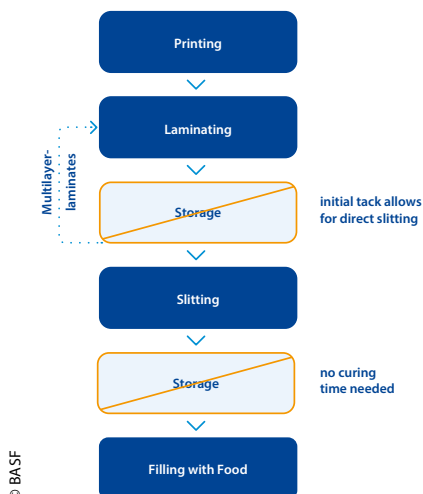 Printing
Laminating
Multilayer-
laminates
Storage
initial tack allows
for direct slitting
Slitting
Storage
no curing
time needed
Filling with Food
© BASF